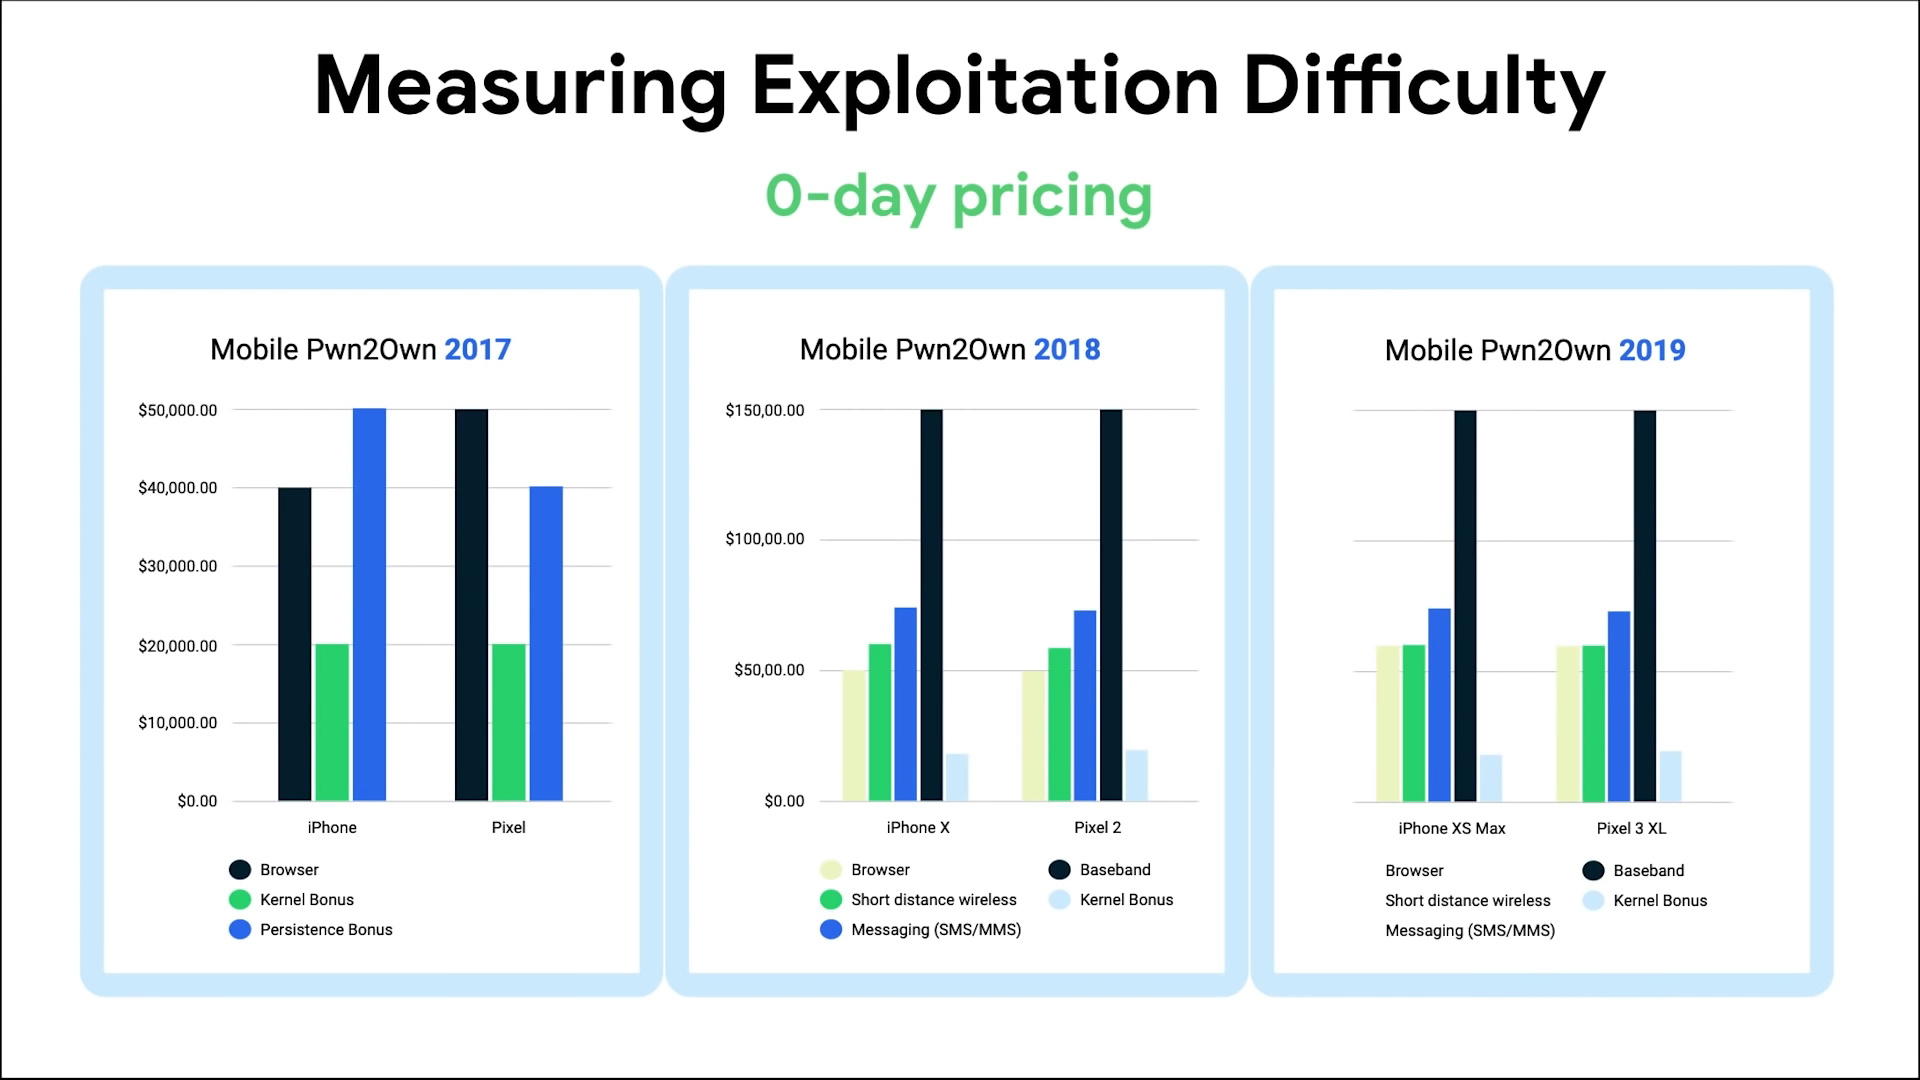 Measuring Exploitation Difficulty
0-day pricing
Mobile Pwn2Own 2017
$50,000.00
$40,000.00
$30,000.00
$20,000.00
$10,000.00
$0.00
iPhone
Pixel
Browser
Kernel Bonus
Persistence Bonus
Mobile Pwn2Own 2018
$150,00.00
$100,00.00
$50,00.00
$0.00
iPhone X
Pixel 2
Browser
Short distance wireless
Messaging (SMS/MMS)
Baseband
Kernel Bonus
Mobile Pwn2Own 2019
iPhone XS Max
Pixel 3 XL
Browser
Short distance wireless
Messaging (SMS/MMS)
Baseband
Kernel Bonus